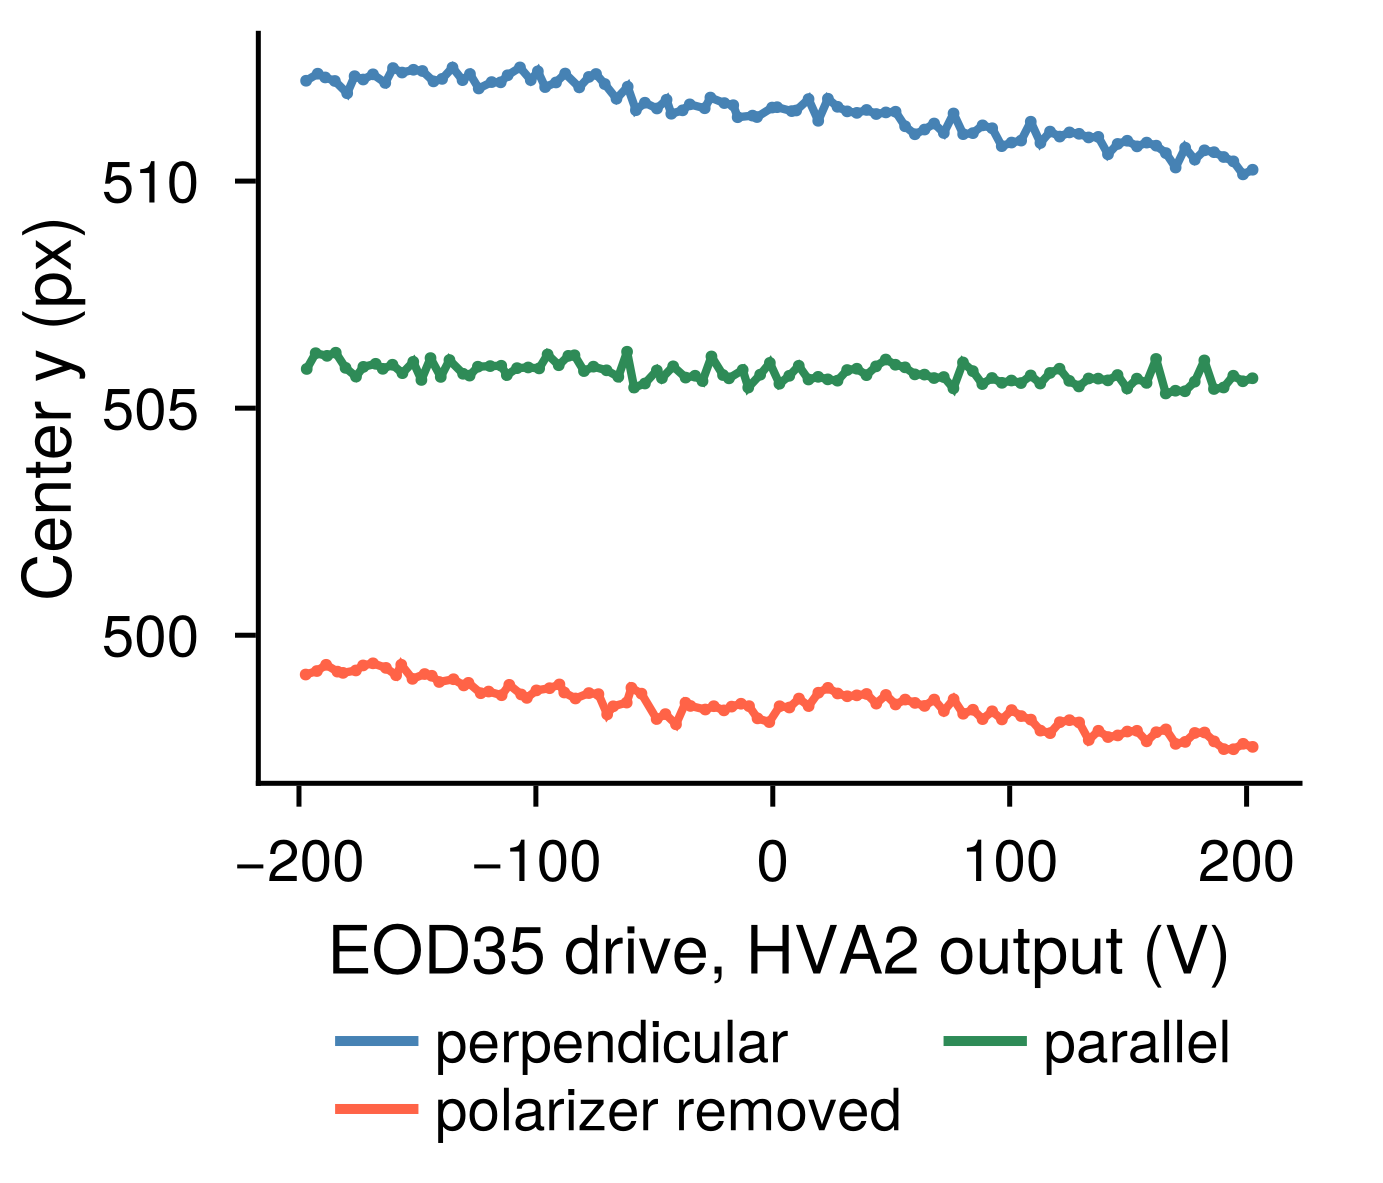 Center y (px)
510
505
500
−200 −100 0 100 200
EOD35 drive, HVA2 output (V)
perpendicular parallel
polarizer removed